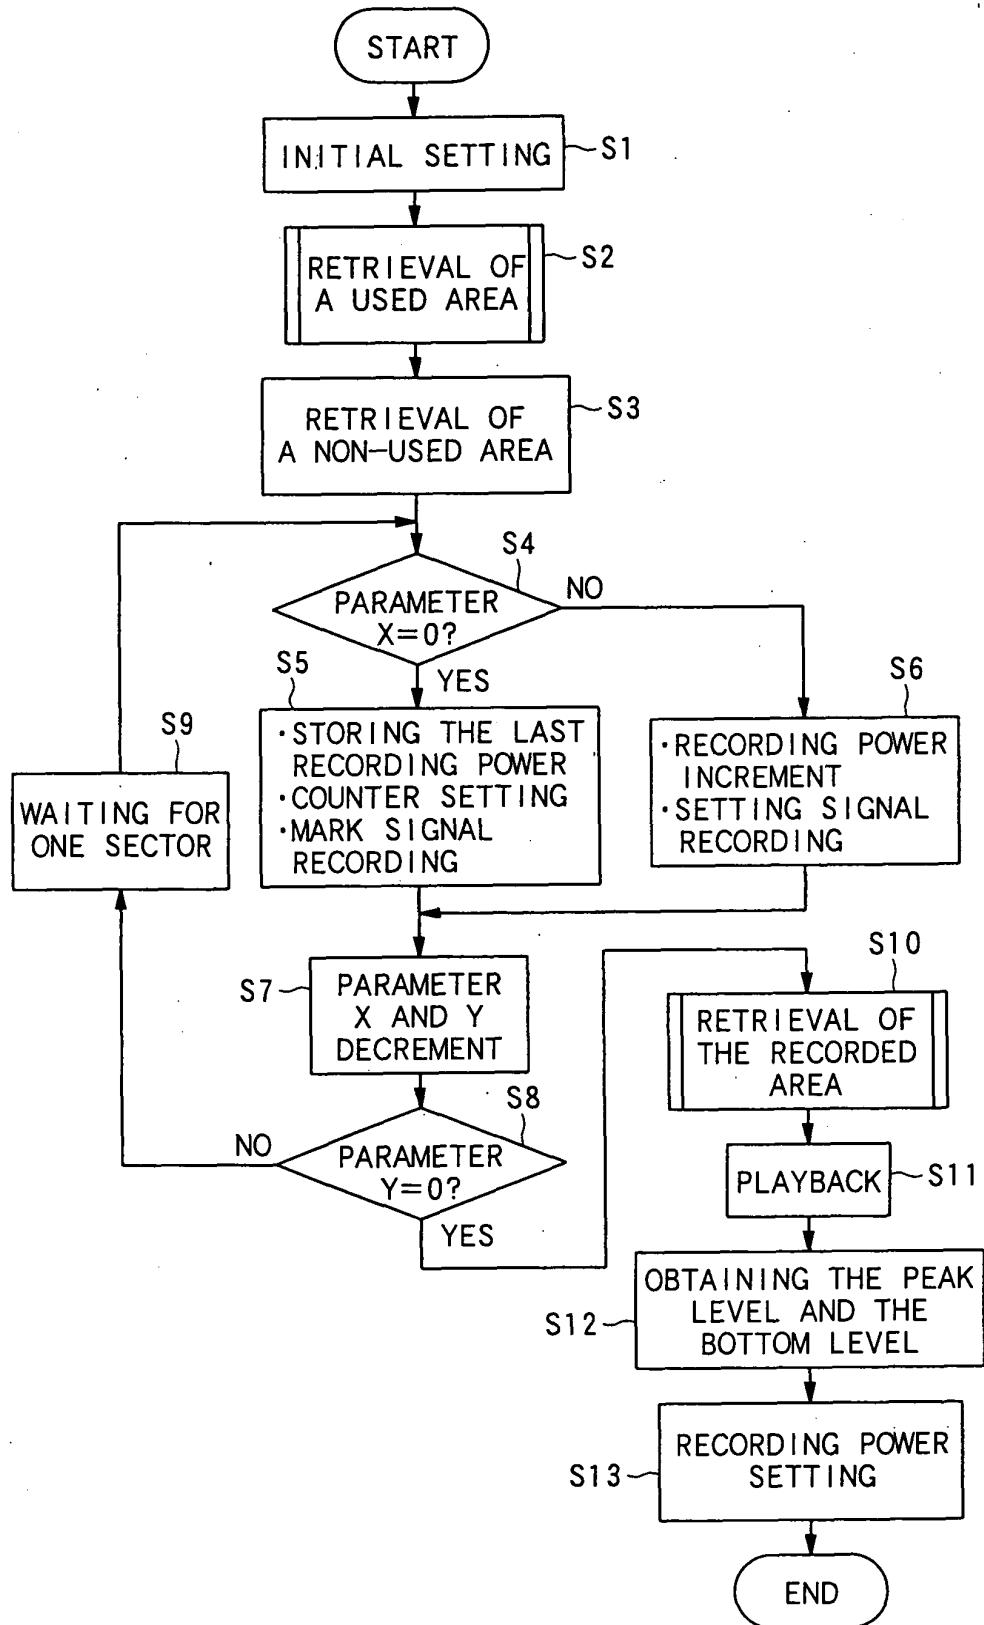 START
INITIAL SETTING
S1
RETRIEVAL OF
A USED AREA
S2
RETRIEVAL OF
A NON-USED AREA
S3
S4
PARAMETER
X=0?
NO
YES
S5
・STORING THE LAST
RECORDING POWER
・COUNTER SETTING
・MARK SIGNAL
RECORDING
S6
・RECORDING POWER
INCREMENT
・SETTING SIGNAL
RECORDING
S9
WAITING FOR
ONE SECTOR
S7
PARAMETER
X AND Y
DECREMENT
S8
PARAMETER
Y=0?
NO
YES
S10
RETRIEVAL OF
THE RECORDED
AREA
PLAYBACK
S11
S12
OBTAINING THE PEAK
LEVEL AND THE
BOTTOM LEVEL
S13
RECORDING POWER
SETTING
END